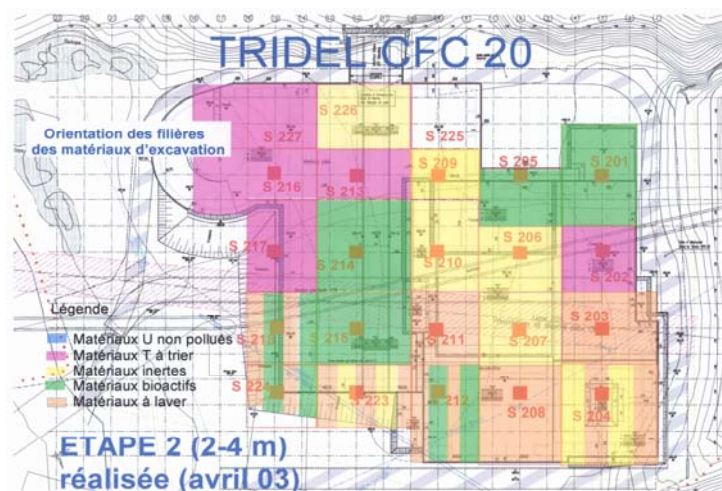 TRIDEL CFC 20
Orientation des filières
des matériaux d'excavation
S 227
S 226
S 225
S 216
S 213
S 209
S 205
S 201
S 217
S 214
S 210
S 206
S 202
S 215
S 211
S 207
S 203
S 224
S 223
S 212
S 208
S 204
Légende
Matériaux U non pollués
Matériaux T à trier
Matériaux inertes
Matériaux bioactifs
Matériaux à laver
ETAPE 2 (2-4 m)
réalisée (avril 03)